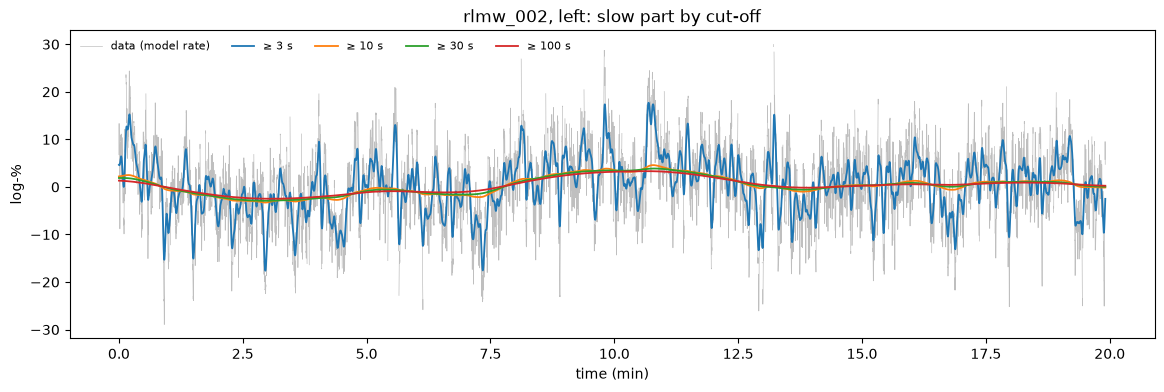 rlmw_002, left: slow part by cut-off
data (model rate) ≥ 3 s ≥ 10 s ≥ 30 s ≥ 100 s
30
20
10
0
−10
−20
−30
log-%
0.0 2.5 5.0 7.5 10.0 12.5 15.0 17.5 20.0
time (min)